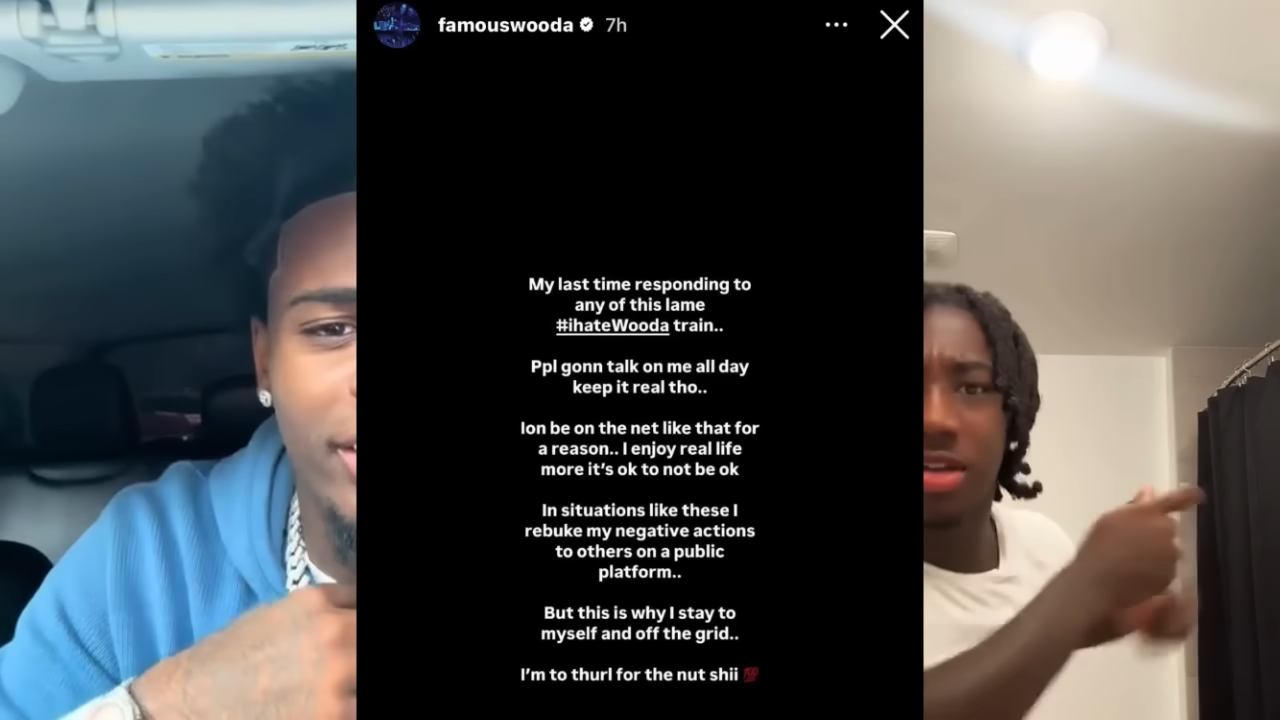 famouswooda 7h
My last time responding to
any of this lame
#ihateWooda train..
Ppl gonn talk on me all day
keep it real tho..
Ion be on the net like that for
a reason.. I enjoy real life
more it's ok to not be ok
In situations like these I
rebuke my negative actions
to others on a public
platform..
But this is why I stay to
myself and off the grid..
I'm to thurl for the nut shii 💯